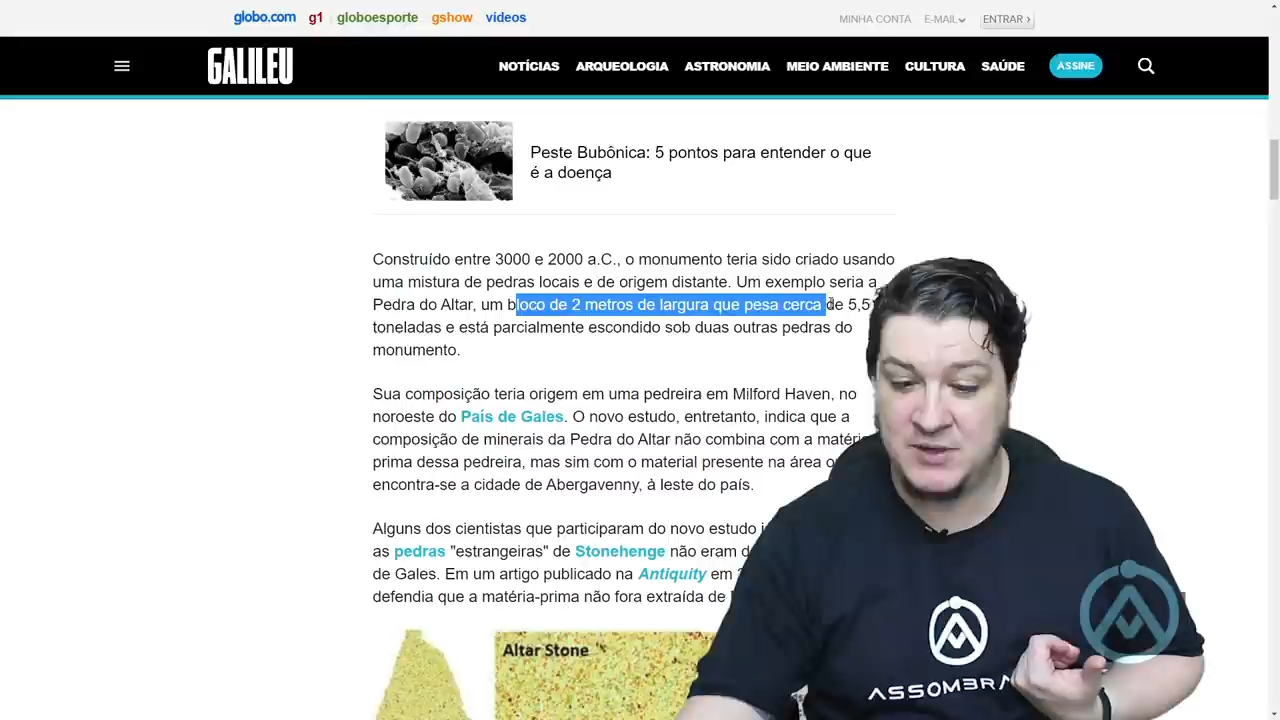 globo.com g1 globoesporte gshow vídeos MINHA CONTA E-MAIL ENTRAR
GALILEU NOTÍCIAS ARQUEOLOGIA ASTRONOMIA MEIO AMBIENTE CULTURA SAÚDE ASSINE
Peste Bubônica: 5 pontos para entender o que
é a doença
Construído entre 3000 e 2000 a.C., o monumento teria sido criado usando
uma mistura de pedras locais e de origem distante. Um exemplo seria a
Pedra do Altar, um bloco de 2 metros de largura que pesa cerca de 5,5
toneladas e está parcialmente escondido sob duas outras pedras do
monumento.
Sua composição teria origem em uma pedreira em Milford Haven, no
noroeste do País de Gales. O novo estudo, entretanto, indica que a
composição de minerais da Pedra do Altar não combina com a
prima dessa pedreira, mas sim com o material presente na área
encontra-se a cidade de Abergavenny, à leste do país.
Alguns dos cientistas que participaram do novo estudo
as pedras "estrangeiras" de Stonehenge não eram
de Gales. Em um artigo publicado na Antiquity em
defendia que a matéria-prima não fora extraída de
Altar Stone
ASSOMBRA